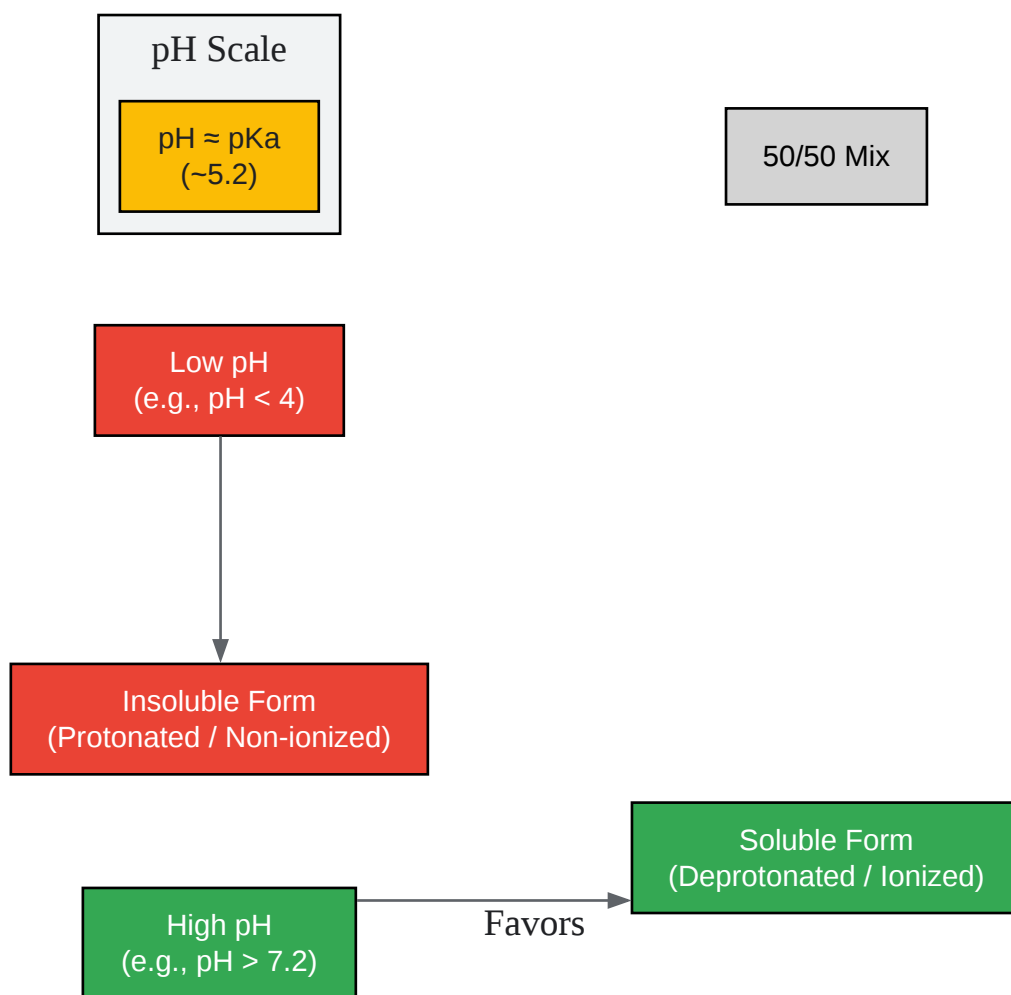 pH Scale
pH ≈ pKa
(~5.2)
50/50 Mix
Low pH
(e.g., pH < 4)
Insoluble Form
(Protonated / Non-ionized)
Soluble Form
(Deprotonated / Ionized)
Favors
High pH
(e.g., pH > 7.2)